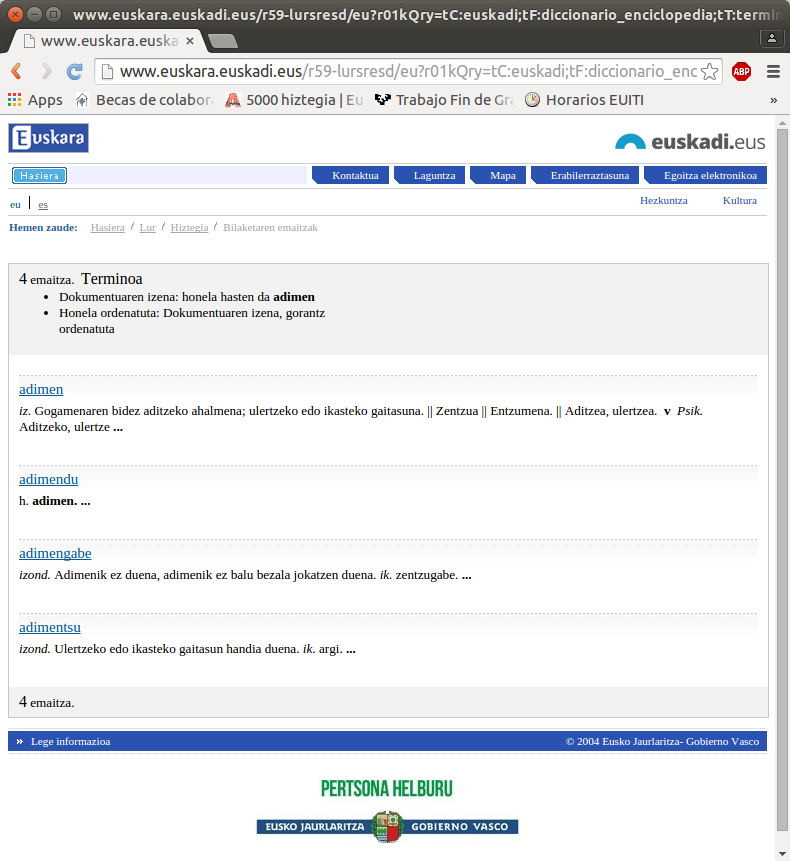 www.euskara.euskadi.eus/r59-lursresd/eu?r01kQry=tC:euskadi;tF:diccionario_enciclopedia;tT:termin
www.euskara.euska
www.euskara.euskadi.eus/r59-lursresd/eu?r01kQry=tC:euskadi;tF:diccionario_enc
ABP
Apps Becas de colabora 5000 hiztegia | Eu Trabajo Fin de Gra Horarios EUITI »
Euskara
euskadi.eus
Hasiera Kontaktua Laguntza Mapa Erabilerraztasuna Egoitza elektronikoa
eu | es Hezkuntza Kultura
Hemen zaude: Hasiera / Lur / Hiztegia / Bilaketaren emaitzak
4 emaitza. Terminoa
• Dokumentuaren izena: honela hasten da adimen
• Honela ordenatuta: Dokumentuaren izena, gorantz
ordenatuta
adimen
iz. Gogamenaren bidez aditzeko ahalmena; ulertzeko edo ikasteko gaitasuna. || Zentzua || Entzumena. || Aditzea, ulertzea. v Psik.
Aditzeko, ulertze ...
adimendu
h. adimen. ...
adimengabe
izond. Adimenik ez duena, adimenik ez balu bezala jokatzen duena. ik. zentzugabe. ...
adimentsu
izond. Ulertzeko edo ikasteko gaitasun handia duena. ik. argi. ...
4 emaitza.
» Lege informazioa © 2004 Eusko Jaurlaritza- Gobierno Vasco
PERTSONA HELBURU
EUSKO JAURLARITZA GOBIERNO VASCO